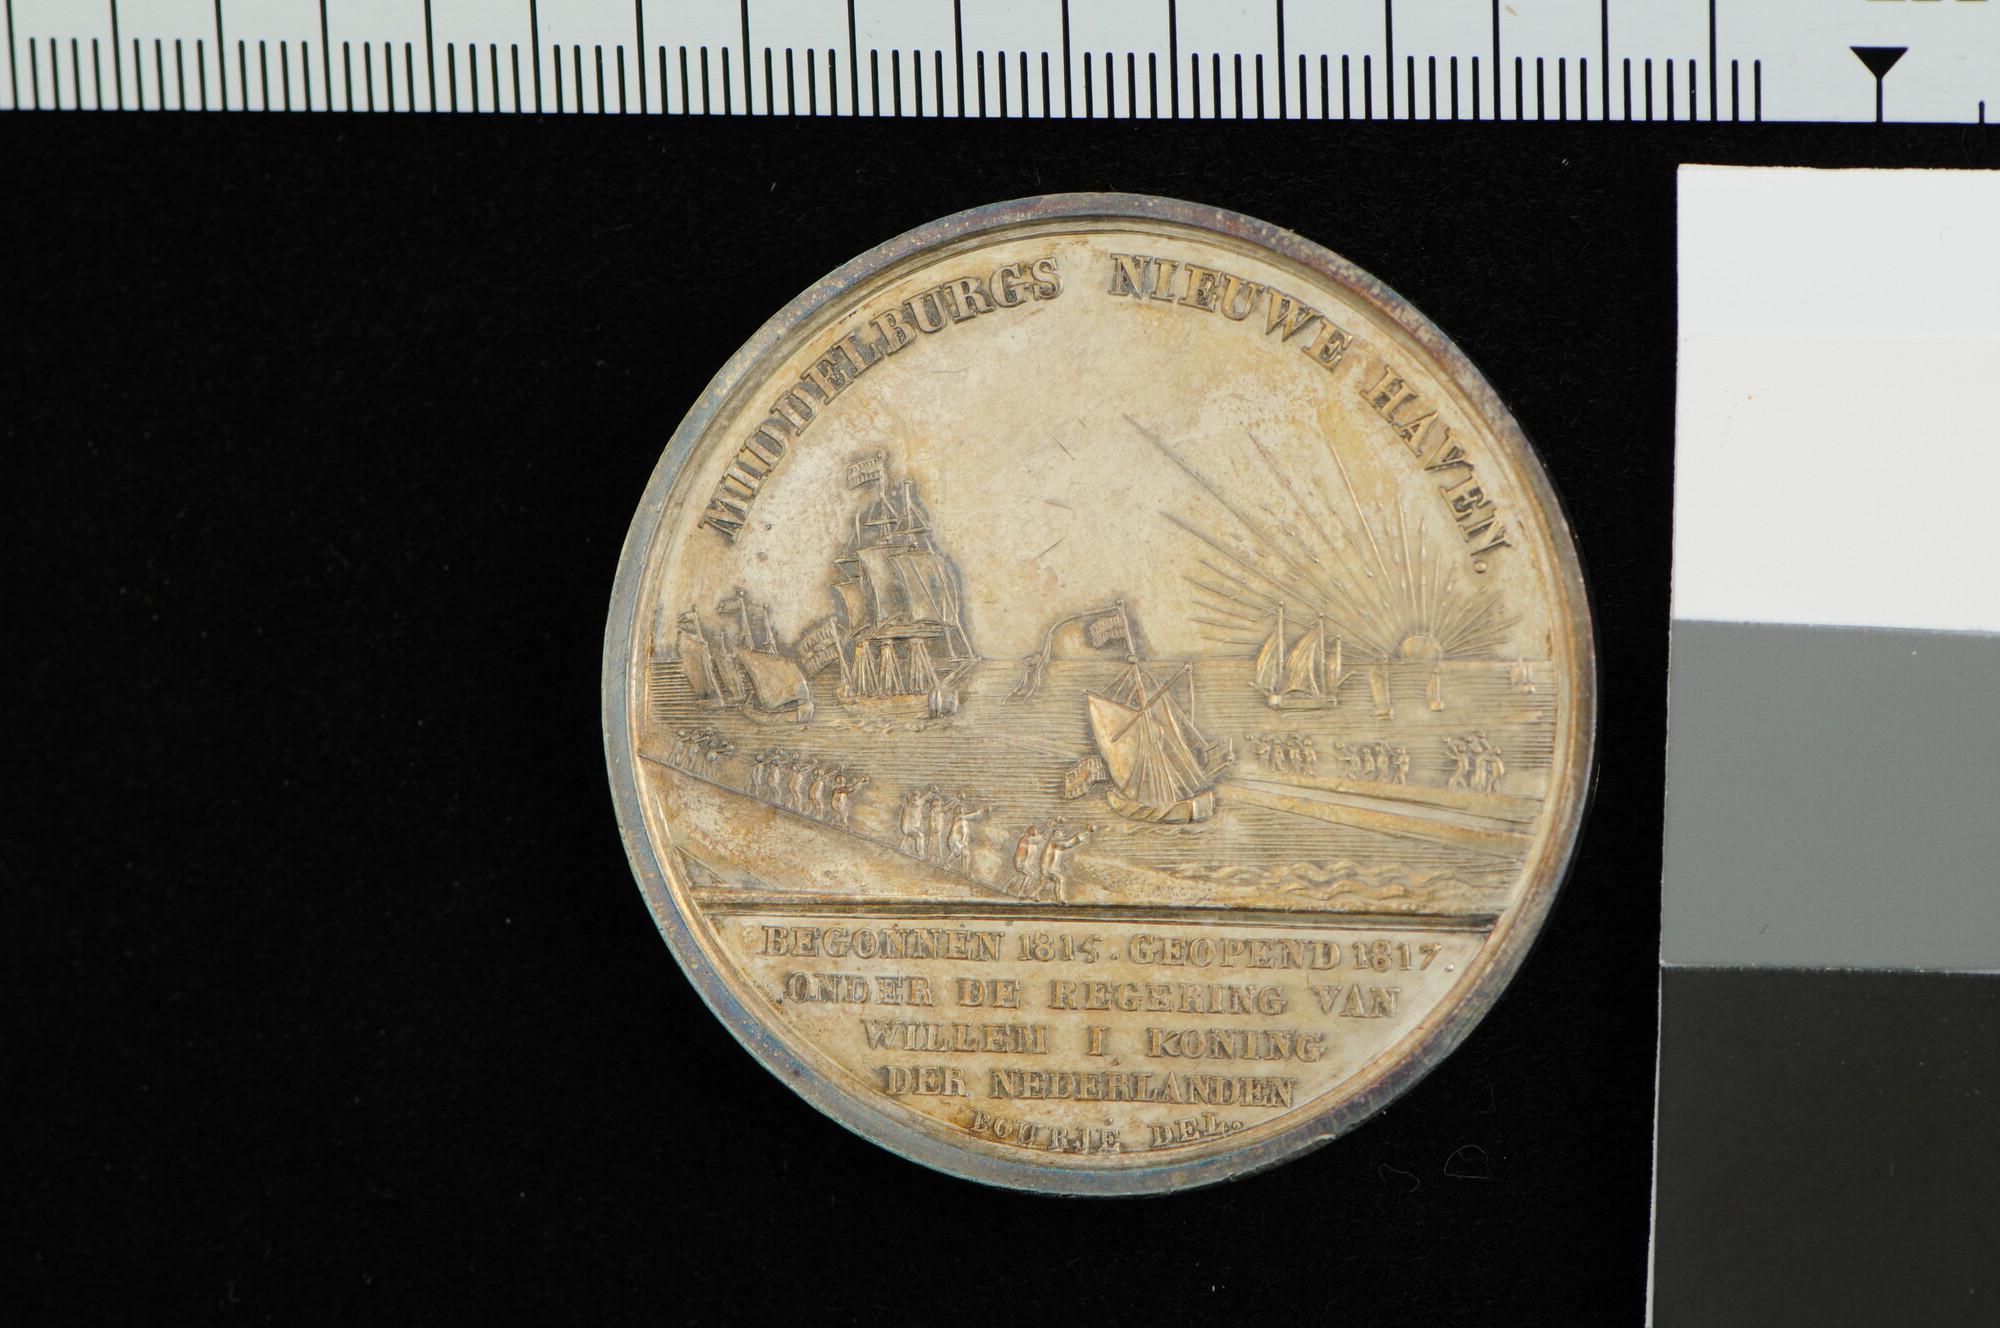 MIDDELBURGS NIEUWE HAVEN.
BEGONNEN 1815. GEOPEND 1817.
ONDER DE REGERING VAN
WILLEM I, KONING
DER NEDERLANDEN
BOURJÉ DEL.